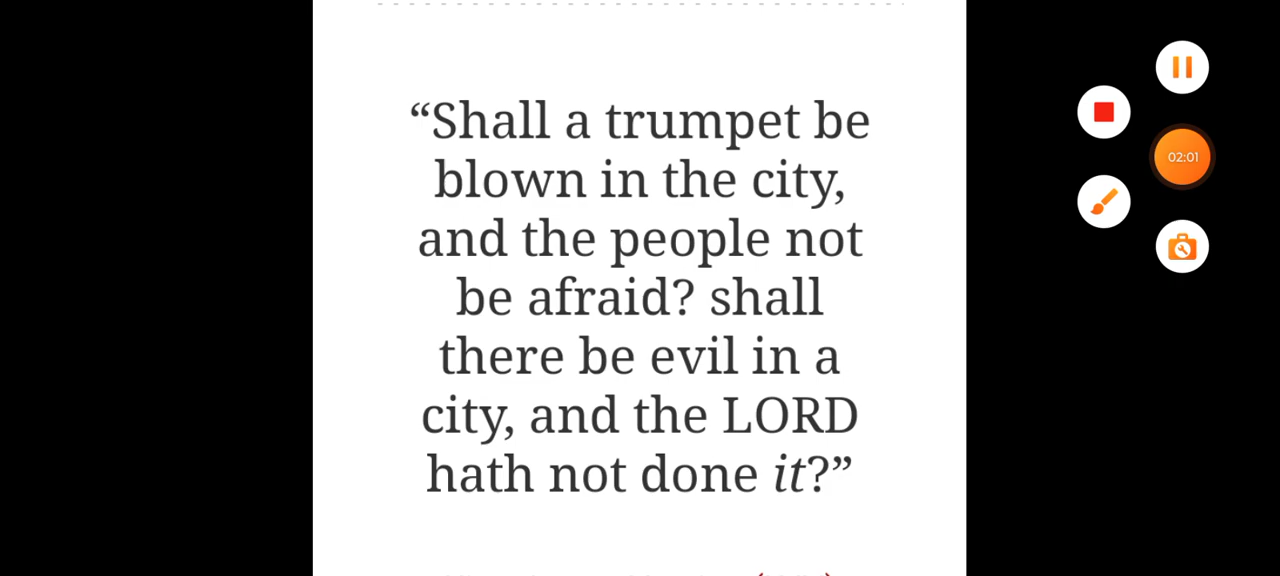 “Shall a trumpet be
blown in the city,
and the people not
be afraid? shall
there be evil in a
city, and the LORD
hath not done it?”
02:01